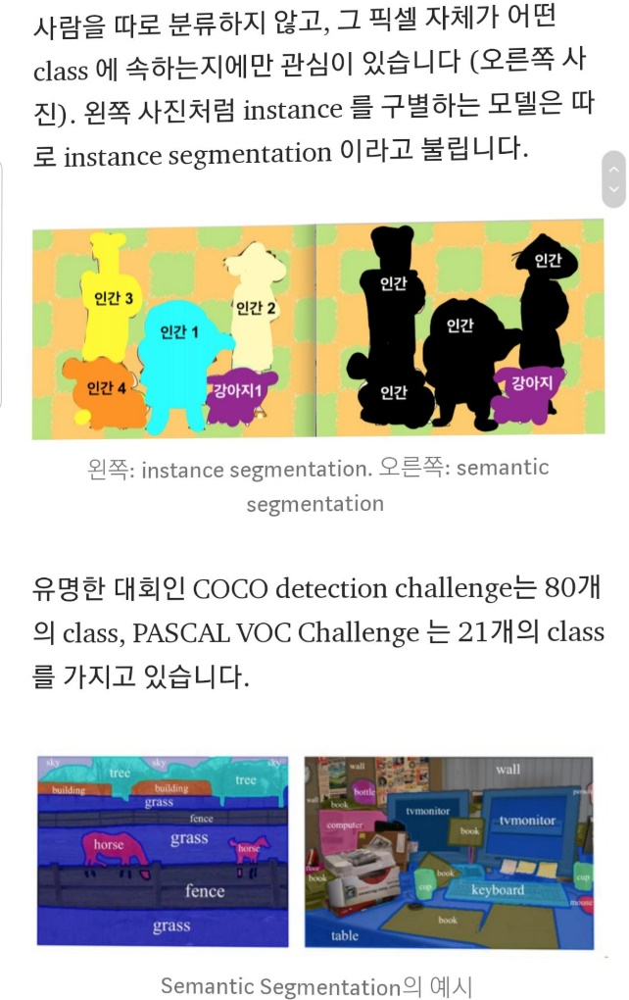 사람을 따로 분류하지 않고, 그 픽셀 자체가 어떤
class 에 속하는지에만 관심이 있습니다 (오른쪽 사
진). 왼쪽 사진처럼 instance 를 구별하는 모델은 따
로 instance segmentation 이라고 불립니다.
인간 3
인간 2
인간 1
인간 4
강아지1
인간
인간
인간
인간
강아지
왼쪽: instance segmentation. 오른쪽: semantic
segmentation
유명한 대회인 COCO detection challenge는 80개
의 class, PASCAL VOC Challenge 는 21개의 class
를 가지고 있습니다.
sky
sky
sky
tree
tree
building
building
grass
fence
horse
grass
horse
fence
grass
wall
wall
bottle
wall
book
tvmonitor
computer
tvmonitor
book
floor
book
book
cup
cup
keyboard
mouse
book
table
Semantic Segmentation의 예시